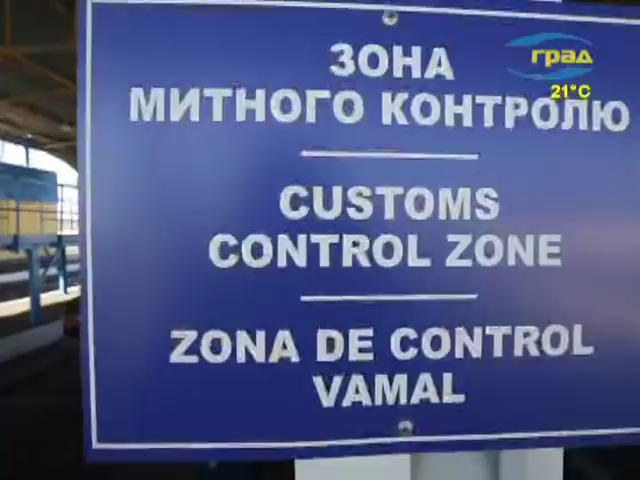 град
21°C
ЗОНА
МИТНОГО КОНТРОЛЮ
CUSTOMS
CONTROL ZONE
ZONA DE CONTROL
VAMAL